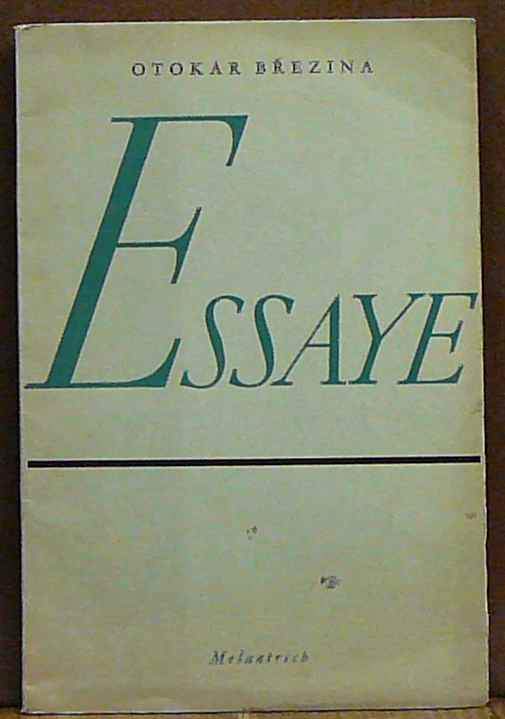 OTOKAR BŘEZINA
ESSAYE
Melantrich